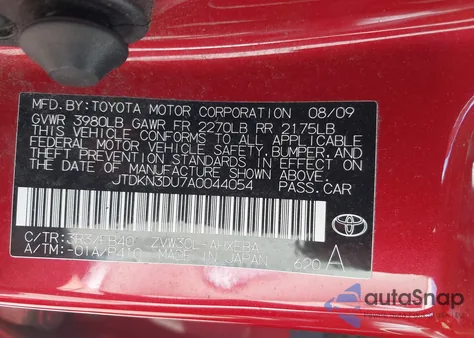 MFD. BY: TOYOTA MOTOR CORPORATION 08/09
GVWR 3980LB GAWR FR 2270LB RR 2175LB
THIS VEHICLE CONFORMS TO ALL APPLICABLE
FEDERAL MOTOR VEHICLE SAFETY, BUMPER, AND
THEFT PREVENTION STANDARDS IN EFFECT ON
THE DATE OF MANUFACTURE SHOWN ABOVE.
JTDKN3DU7A0044054 PASS.CAR
C/TR: 3R3/FB40 ZVW30L-AHXEBA
A/TM: -01A/P410 MADE IN JAPAN 620 A
TOYOTA
autoSnap